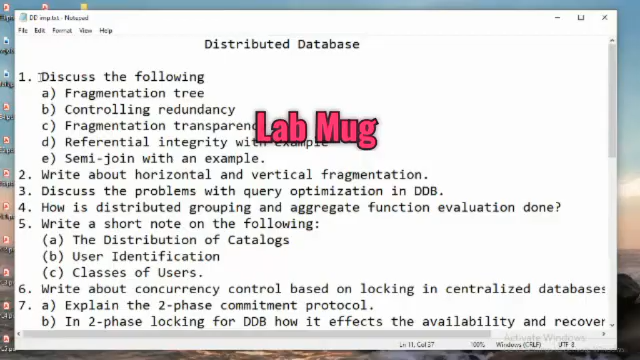 DD imp.txt - Notepad
File Edit Format View Help
Distributed Database
1. Discuss the following
a) Fragmentation tree
b) Controlling redundancy
c) Fragmentation transparenc
d) Referential integrity with example
e) Semi-join with an example.
Lab Mug
2. Write about horizontal and vertical fragmentation.
3. Discuss the problems with query optimization in DDB.
4. How is distributed grouping and aggregate function evaluation done?
5. Write a short note on the following:
(a) The Distribution of Catalogs
(b) User Identification
(c) Classes of Users.
6. Write about concurrency control based on locking in centralized databases
7. a) Explain the 2-phase commitment protocol.
b) In 2-phase locking for DDB how it effects the availability and recover
Activate Windows
Ln 11, Col 37 100% Windows (CRLF) UTF-8